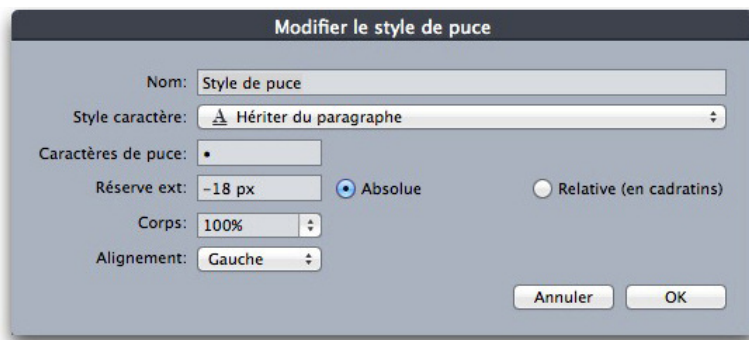 Modifier le style de puce
Nom: Style de puce
Style caractère: A Hériter du paragraphe
Caractères de puce: •
Réserve ext: -18 px Absolue Relative (en cadratins)
Corps: 100%
Alignement: Gauche
Annuler OK